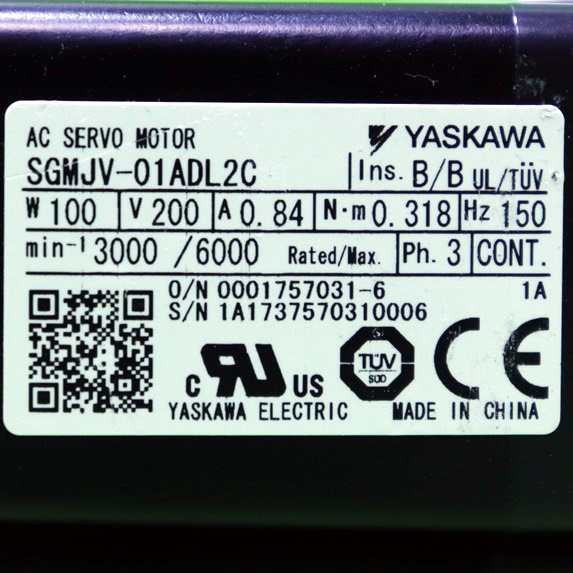 AC SERVO MOTOR YASKAWA
SGMJV-01ADL2C Ins. B/B UL/TÜV
W 100 V 200 A 0.84 N·m 0.318 Hz 150
min-1 3000 /6000 Rated/Max. Ph. 3 CONT.
O/N 0001757031-6 1A
S/N 1A1737570310006
C RU US TÜV SÜD CE
YASKAWA ELECTRIC MADE IN CHINA